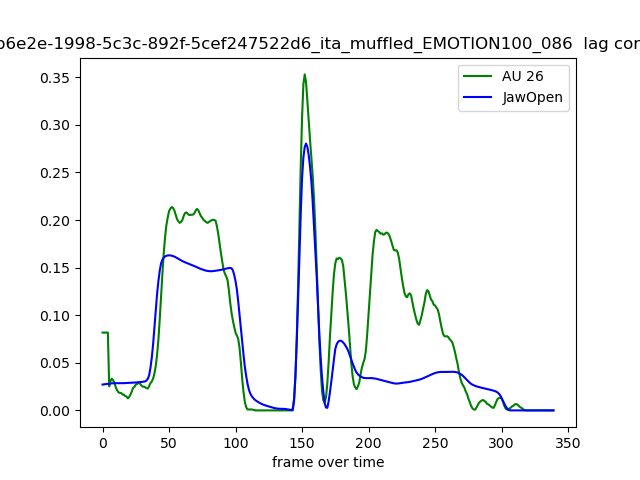 b6e2e-1998-5c3c-892f-5cef247522d6_ita_muffled_EMOTION100_086 lag cor
AU 26
JawOpen
0.35
0.30
0.25
0.20
0.15
0.10
0.05
0.00
0 50 100 150 200 250 300 350
frame over time